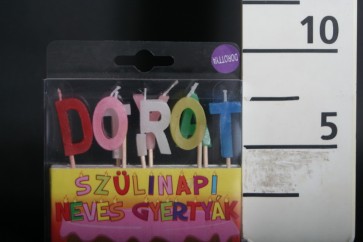 DOROTTYA
10
DOROT
5
SZÜLINAPI
NEVES GYERTYÁK